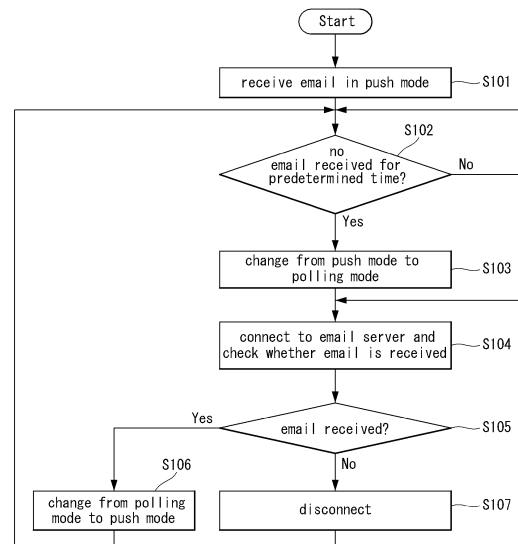 Start
receive email in push mode
S101
S102
no
email received for
predetermined time?
No
Yes
change from push mode to
polling mode
S103
connect to email server and
check whether email is received
S104
Yes
email received?
S105
No
S106
change from polling
mode to push mode
disconnect
S107